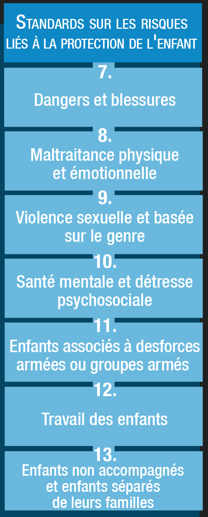 Standards sur les risques
liés à la protection de l'enfant
7.
Dangers et blessures
8.
Maltraitance physique
et émotionnelle
9.
Violence sexuelle et basée
sur le genre
10.
Santé mentale et détresse
psychosociale
11.
Enfants associés à desforces
armées ou groupes armés
12.
Travail des enfants
13.
Enfants non accompagnés
et enfants séparés
de leurs familles